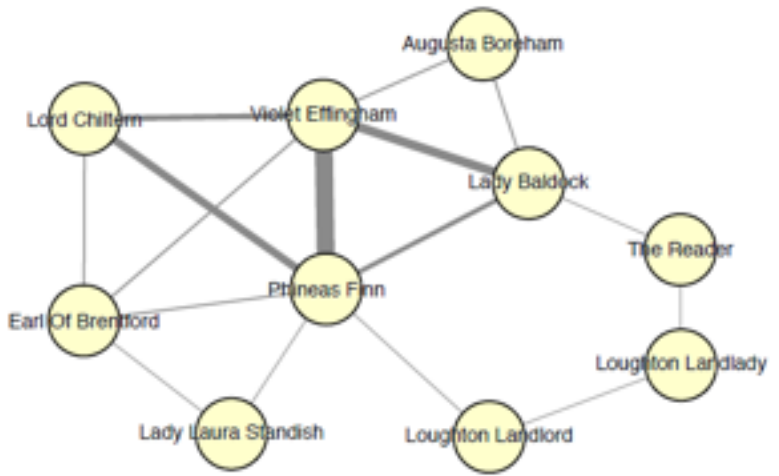 Augusta Boreham
Lord Chiltern
Violet Effingham
Lady Baldock
The Reader
Phineas Finn
Earl Of Brentford
Loughton Landlady
Lady Laura Standish
Loughton Landlord